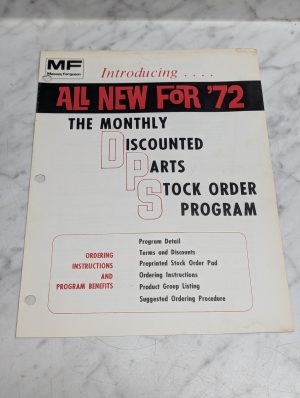 MF
Massey Ferguson
Introducing . . . .
ALL NEW FOR '72
THE MONTHLY
DISCOUNTED
PARTS
STOCK ORDER
PROGRAM
ORDERING
INSTRUCTIONS
AND
PROGRAM BENEFITS
Program Detail
Terms and Discounts
Preprinted Stock Order Pad
Ordering Instructions
Product Group Listing
Suggested Ordering Procedure